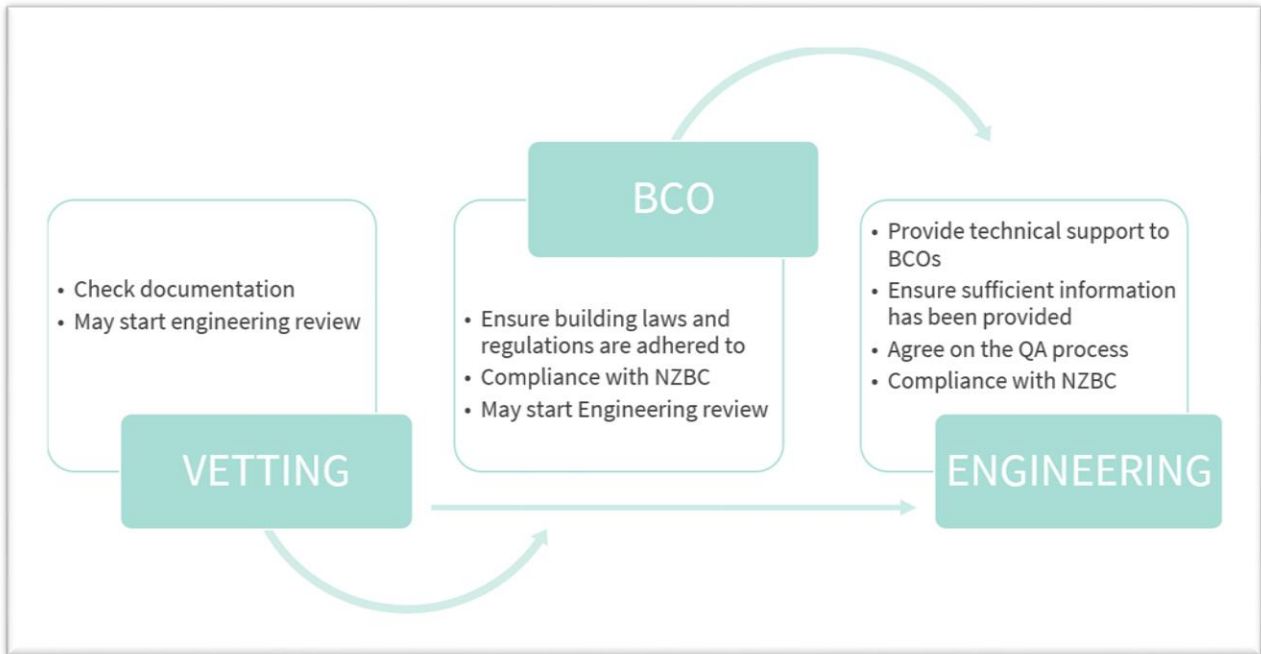 • Check documentation
• May start engineering review
VETTING
BCO
• Ensure building laws and
regulations are adhered to
• Compliance with NZBC
• May start Engineering review
• Provide technical support to
BCOs
• Ensure sufficient information
has been provided
• Agree on the QA process
• Compliance with NZBC
ENGINEERING